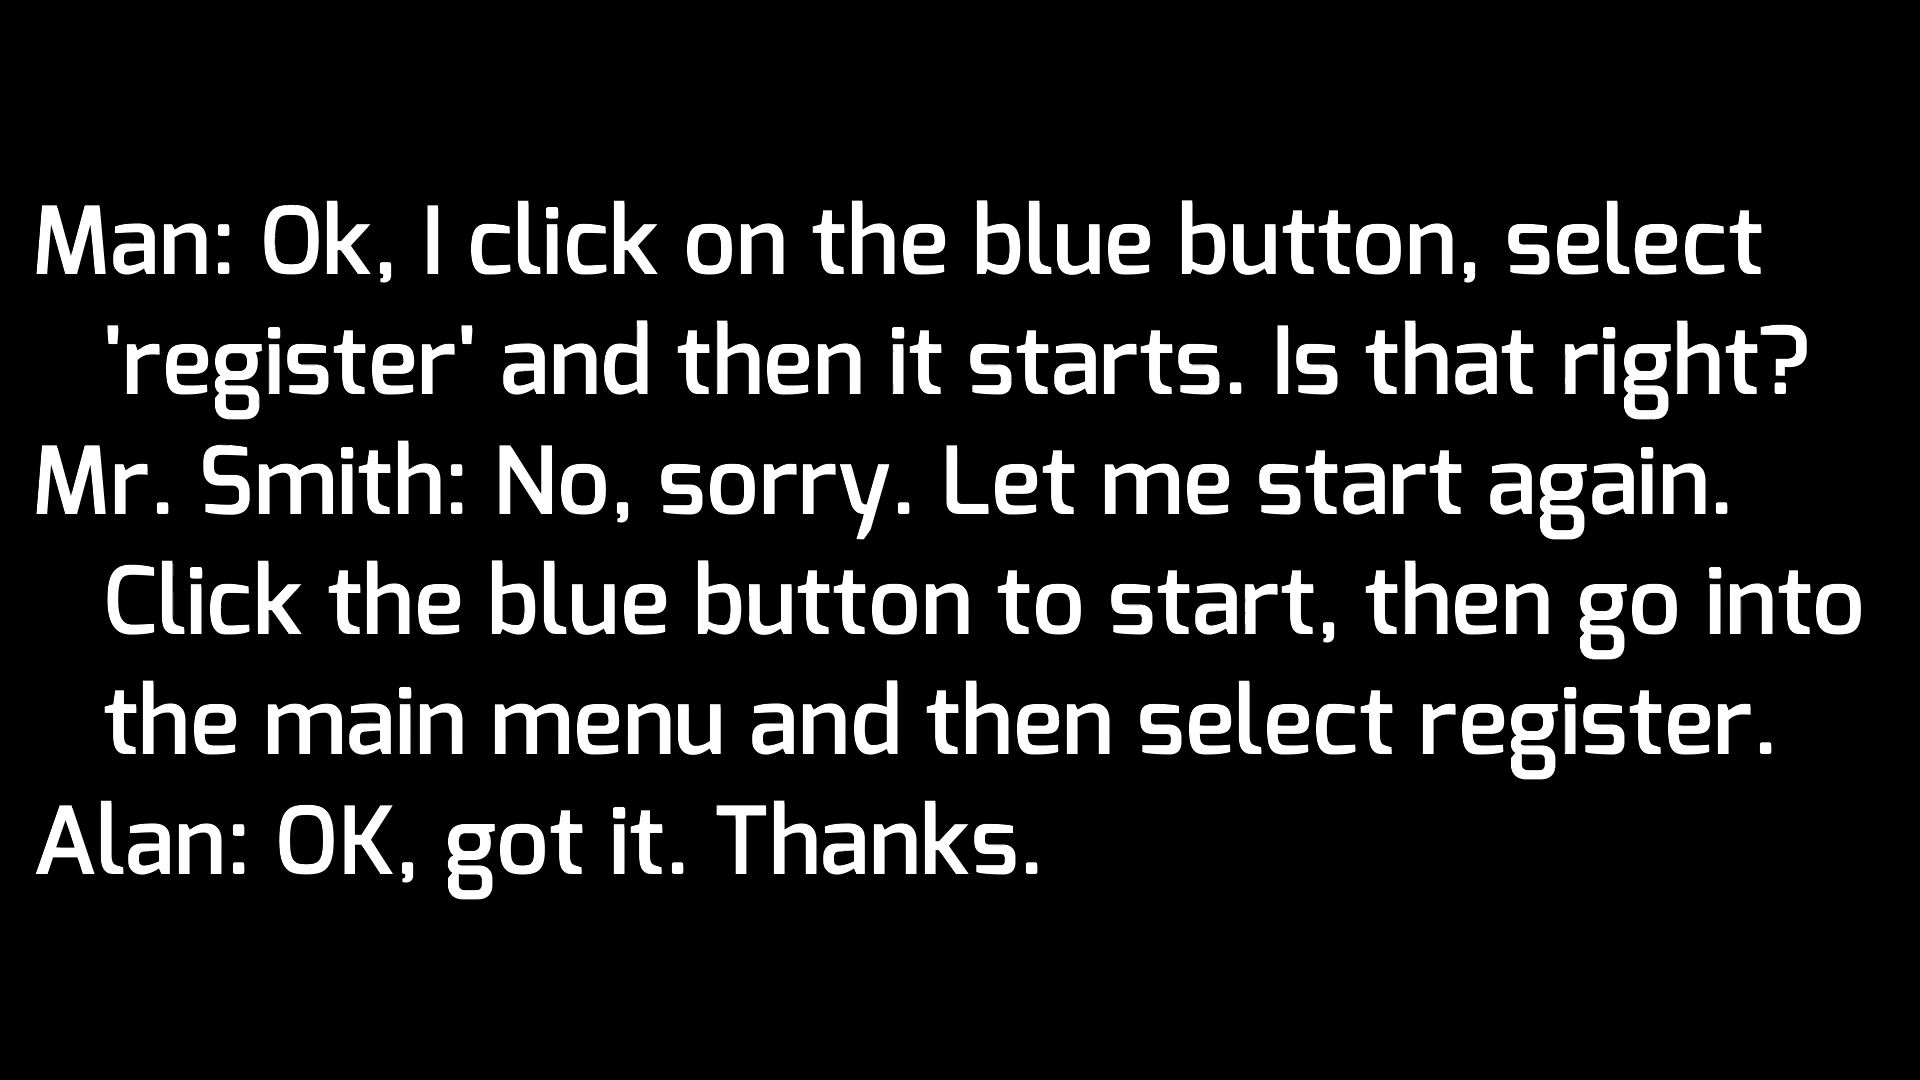 Man: Ok, I click on the blue button, select
'register' and then it starts. Is that right?
Mr. Smith: No, sorry. Let me start again.
Click the blue button to start, then go into
the main menu and then select register.
Alan: OK, got it. Thanks.